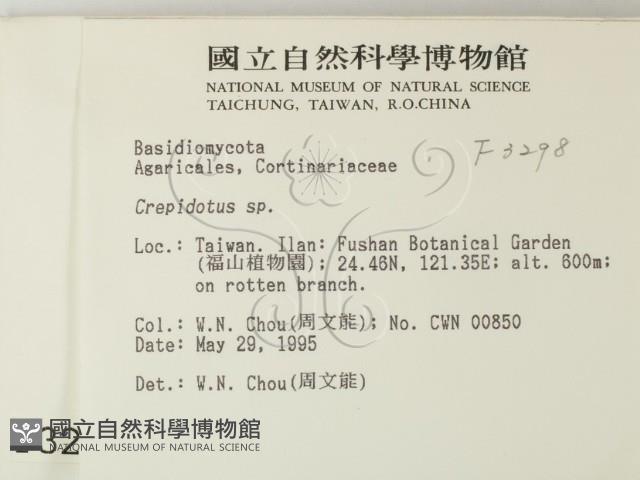 國立自然科學博物館
NATIONAL MUSEUM OF NATURAL SCIENCE
TAICHUNG, TAIWAN, R.O.CHINA
F3298
Basidiomycota
Agaricales, Cortinariaceae
Crepidotus sp.
Loc.: Taiwan. Ilan: Fushan Botanical Garden
(福山植物園); 24.46N, 121.35E; alt. 600m;
on rotten branch.
Col.: W.N. Chou(周文能); No. CWN 00850
Date: May 29, 1995
Det.: W.N. Chou(周文能)
國立自然科學博物館
NATIONAL MUSEUM OF NATURAL SCIENCE